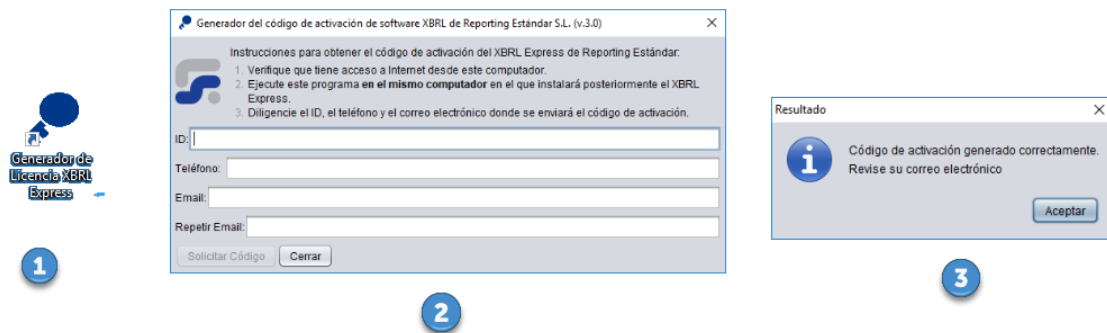 Generador de
Licencia XBRL
Express
1
Generador del código de activación de software XBRL de Reporting Estándar S.L. (v.3.0)
Instrucciones para obtener el código de activación del XBRL Express de Reporting Estándar:
1. Verifique que tiene acceso a Internet desde este computador.
2. Ejecute este programa en el mismo computador en el que instalará posteriormente el XBRL
Express.
3. Diligencie el ID, el teléfono y el correo electrónico donde se enviará el código de activación.
ID:
Teléfono:
Email:
Repetir Email:
Solicitar Código
Cerrar
2
Resultado
Código de activación generado correctamente.
Revise su correo electrónico
Aceptar
3